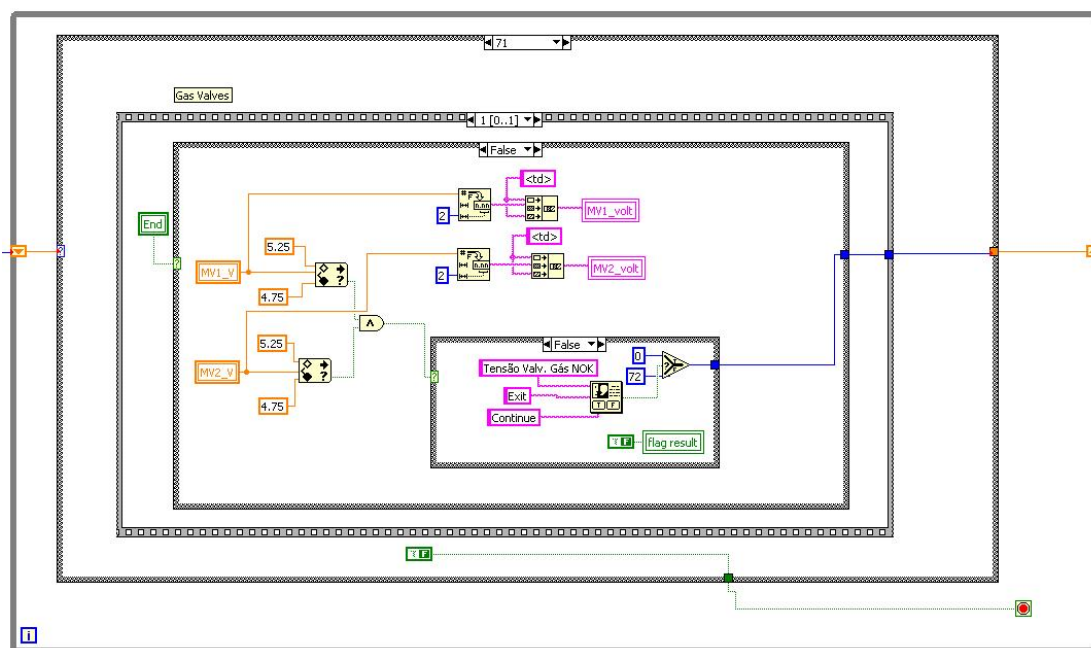 71
Gas Valves
1 [0..1]
False
<td>
2
MV1_volt
End
<td>
5.25
MV1_V
2
MV2_volt
4.75
5.25
False
MV2_V
Tensão Valv. Gás NOK
0
72
4.75
Exit
Continue
F
flag result
F
i